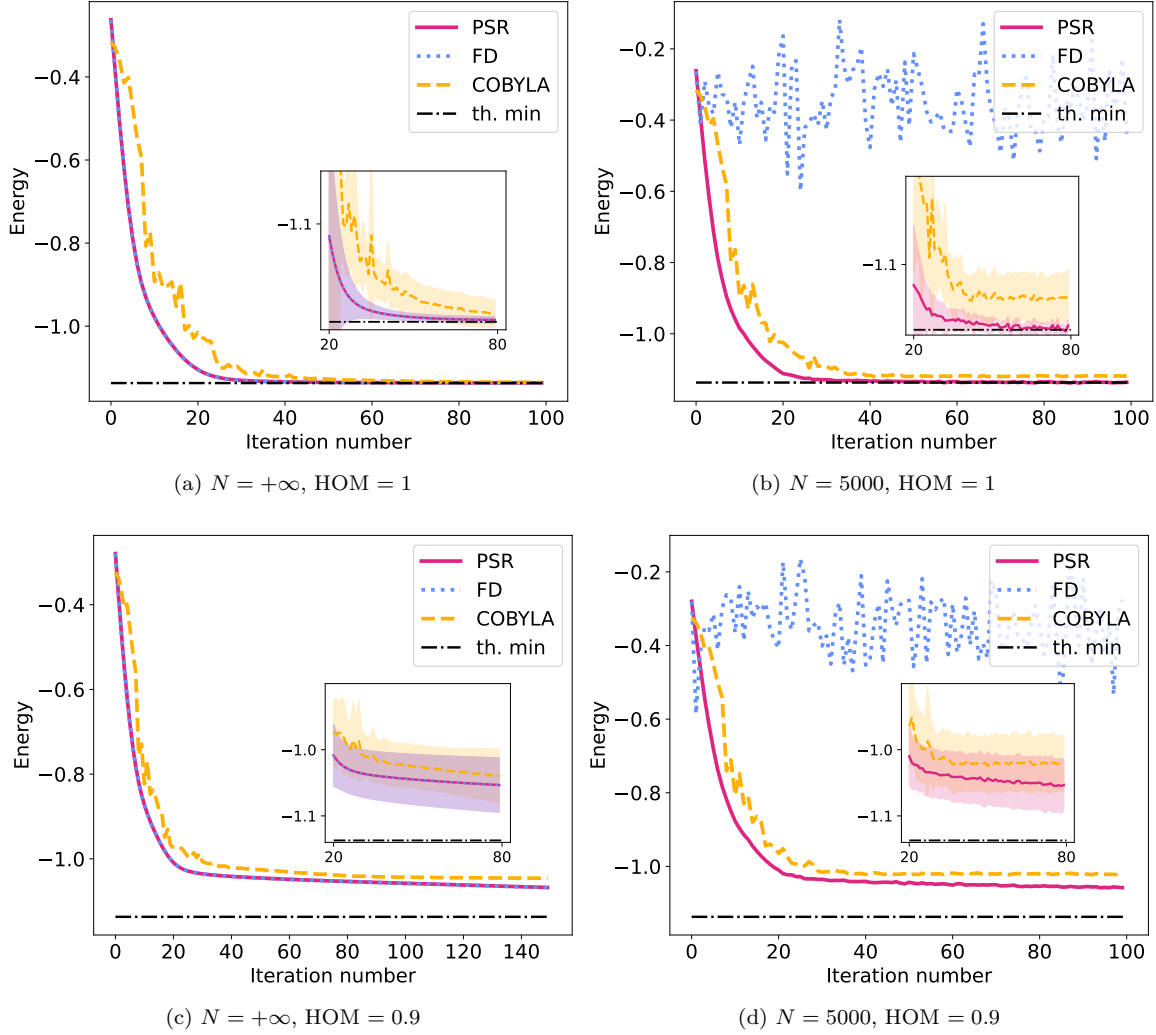 PSR
FD
COBYLA
th. min
−0.4
−0.6
−0.8
−1.0
Energy
−1.1
20
80
0
20
40
60
80
100
Iteration number
(a) N = +∞, HOM = 1
PSR
FD
COBYLA
th. min
−0.2
−0.4
−0.6
−0.8
−1.0
Energy
−1.1
20
80
0
20
40
60
80
100
Iteration number
(b) N = 5000, HOM = 1
PSR
FD
COBYLA
th. min
−0.4
−0.6
−0.8
−1.0
Energy
−1.0
−1.1
20
80
0
20
40
60
80
100
120
140
Iteration number
(c) N = +∞, HOM = 0.9
PSR
FD
COBYLA
th. min
−0.2
−0.4
−0.6
−0.8
−1.0
Energy
−1.0
−1.1
20
80
0
20
40
60
80
100
Iteration number
(d) N = 5000, HOM = 0.9